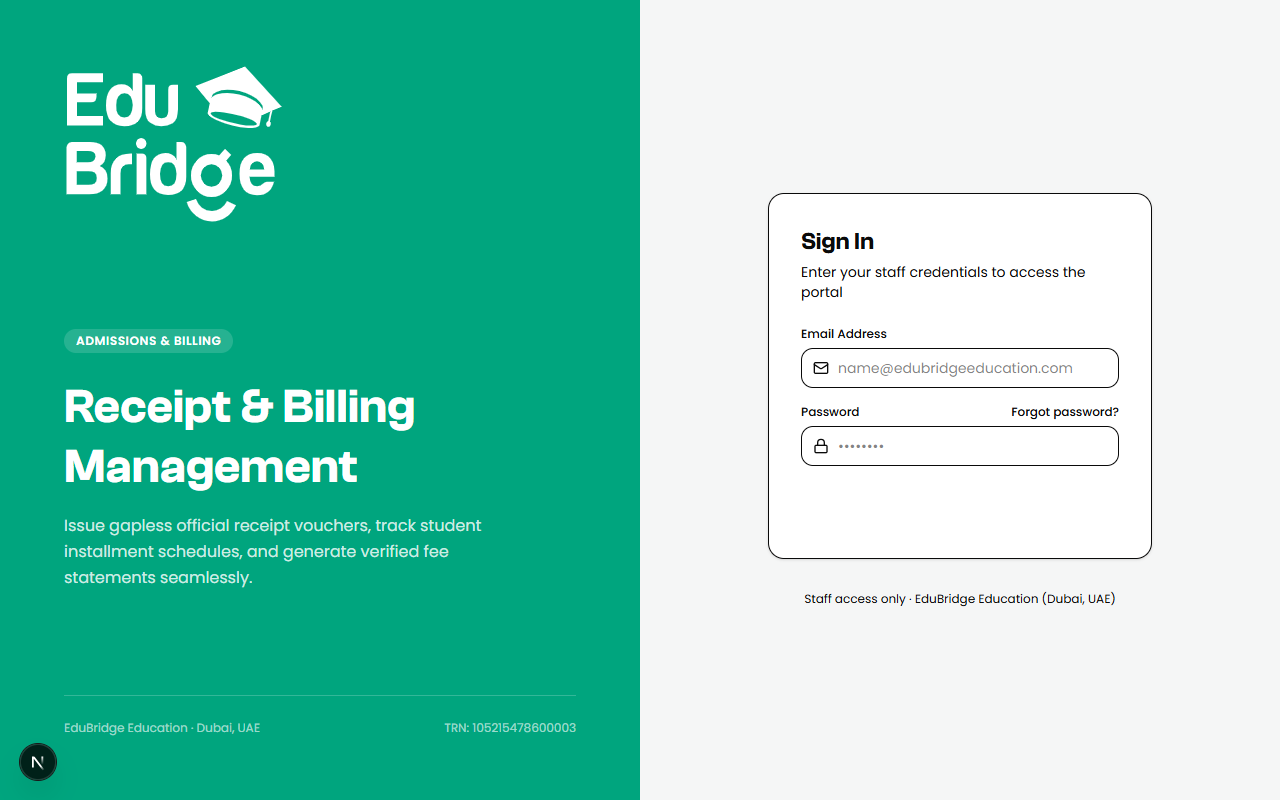 Edu
Bridge
ADMISSIONS & BILLING
Receipt & Billing
Management
Issue gapless official receipt vouchers, track student
installment schedules, and generate verified fee
statements seamlessly.
EduBridge Education · Dubai, UAE
TRN: 105215478600003
N
Sign In
Enter your staff credentials to access the
portal
Email Address
name@edubridgeeducation.com
Password
Forgot password?
••••••••
Staff access only · EduBridge Education (Dubai, UAE)